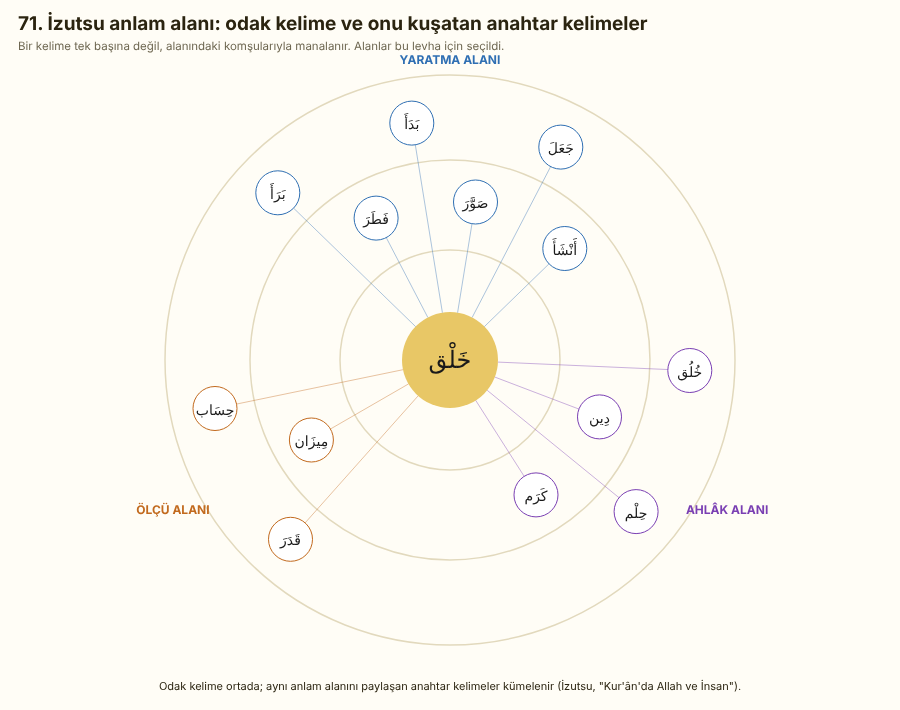 71. İzutsu anlam alanı: odak kelime ve onu kuşatan anahtar kelimeler
Bir kelime tek başına değil, alanındaki komşularıyla manalanır. Alanlar bu levha için seçildi.
YARATMA ALANI
بَدَأَ
جَعَلَ
بَرَأَ
فَطَرَ
صَوَّرَ
أَنْشَأَ
خَلْق
خُلُق
حِسَاب
دِين
مِيزَان
كَرَم
حِلْم
ÖLÇÜ ALANI
AHLÂK ALANI
قَدَرَ
Odak kelime ortada; aynı anlam alanını paylaşan anahtar kelimeler kümelenir (İzutsu, "Kur'ân'da Allah ve İnsan").